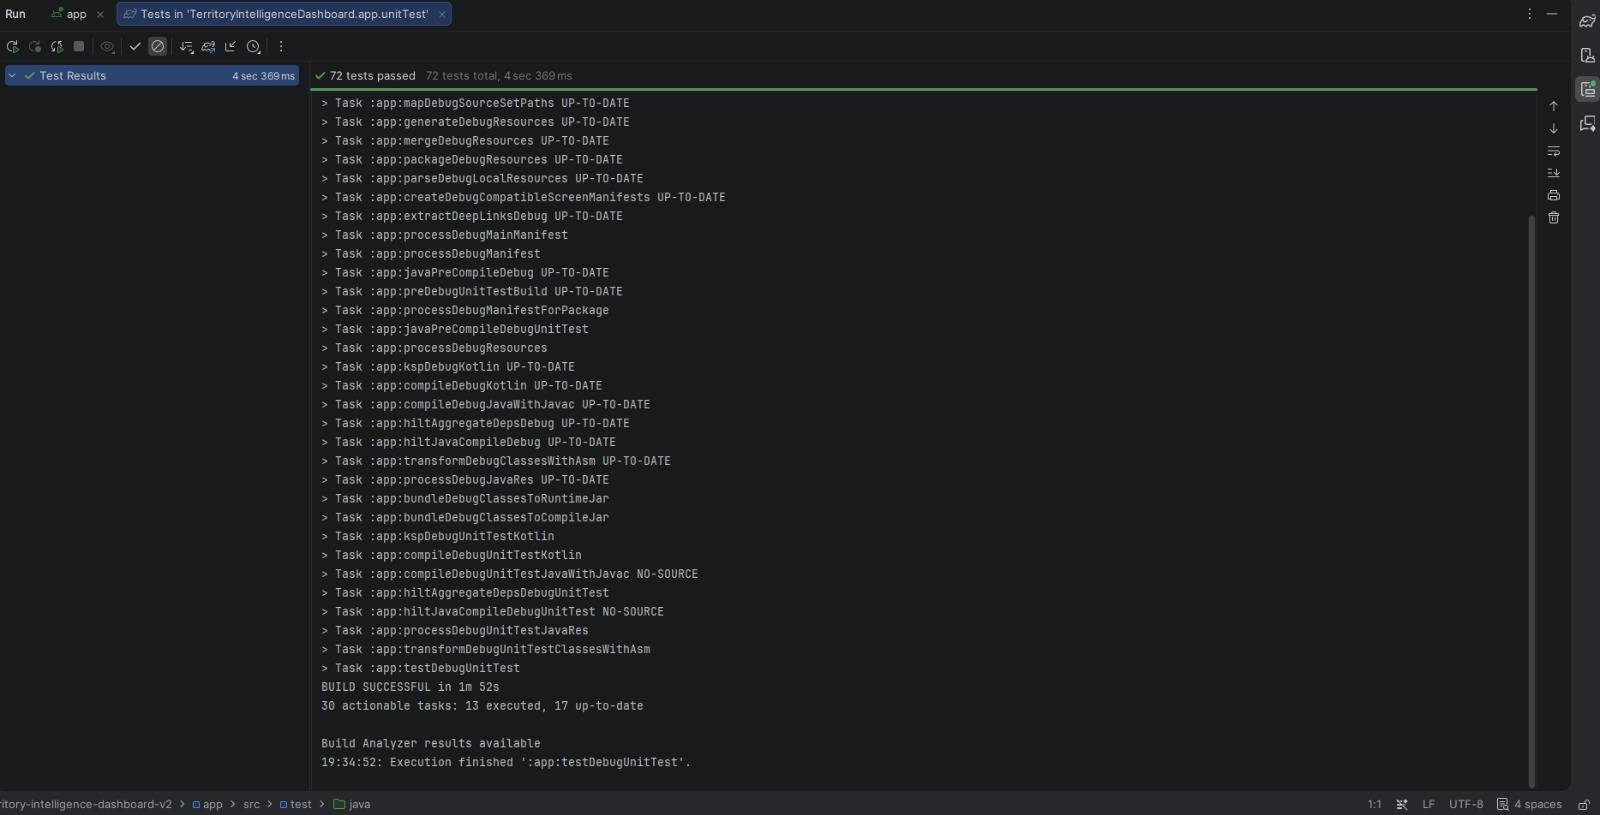 Run
app
Tests in 'TerritoryIntelligenceDashboard.app.unitTest'
Test Results 4 sec 369 ms
72 tests passed 72 tests total, 4 sec 369 ms
> Task :app:mapDebugSourceSetPaths UP-TO-DATE
> Task :app:generateDebugResources UP-TO-DATE
> Task :app:mergeDebugResources UP-TO-DATE
> Task :app:packageDebugResources UP-TO-DATE
> Task :app:parseDebugLocalResources UP-TO-DATE
> Task :app:createDebugCompatibleScreenManifests UP-TO-DATE
> Task :app:extractDeepLinksDebug UP-TO-DATE
> Task :app:processDebugMainManifest
> Task :app:processDebugManifest
> Task :app:javaPreCompileDebug UP-TO-DATE
> Task :app:preDebugUnitTestBuild UP-TO-DATE
> Task :app:processDebugManifestForPackage
> Task :app:javaPreCompileDebugUnitTest
> Task :app:processDebugResources
> Task :app:kspDebugKotlin UP-TO-DATE
> Task :app:compileDebugKotlin UP-TO-DATE
> Task :app:compileDebugJavaWithJavac UP-TO-DATE
> Task :app:hiltAggregateDepsDebug UP-TO-DATE
> Task :app:hiltJavaCompileDebug UP-TO-DATE
> Task :app:transformDebugClassesWithAsm UP-TO-DATE
> Task :app:processDebugJavaRes UP-TO-DATE
> Task :app:bundleDebugClassesToRuntimeJar
> Task :app:bundleDebugClassesToCompileJar
> Task :app:kspDebugUnitTestKotlin
> Task :app:compileDebugUnitTestKotlin
> Task :app:compileDebugUnitTestJavaWithJavac NO-SOURCE
> Task :app:hiltAggregateDepsDebugUnitTest
> Task :app:hiltJavaCompileDebugUnitTest NO-SOURCE
> Task :app:processDebugUnitTestJavaRes
> Task :app:transformDebugUnitTestClassesWithAsm
> Task :app:testDebugUnitTest
BUILD SUCCESSFUL in 1m 52s
30 actionable tasks: 13 executed, 17 up-to-date
Build Analyzer results available
19:34:52: Execution finished ':app:testDebugUnitTest'.
ritory-intelligence-dashboard-v2 > app > src > test > java
1:1 LF UTF-8 4 spaces